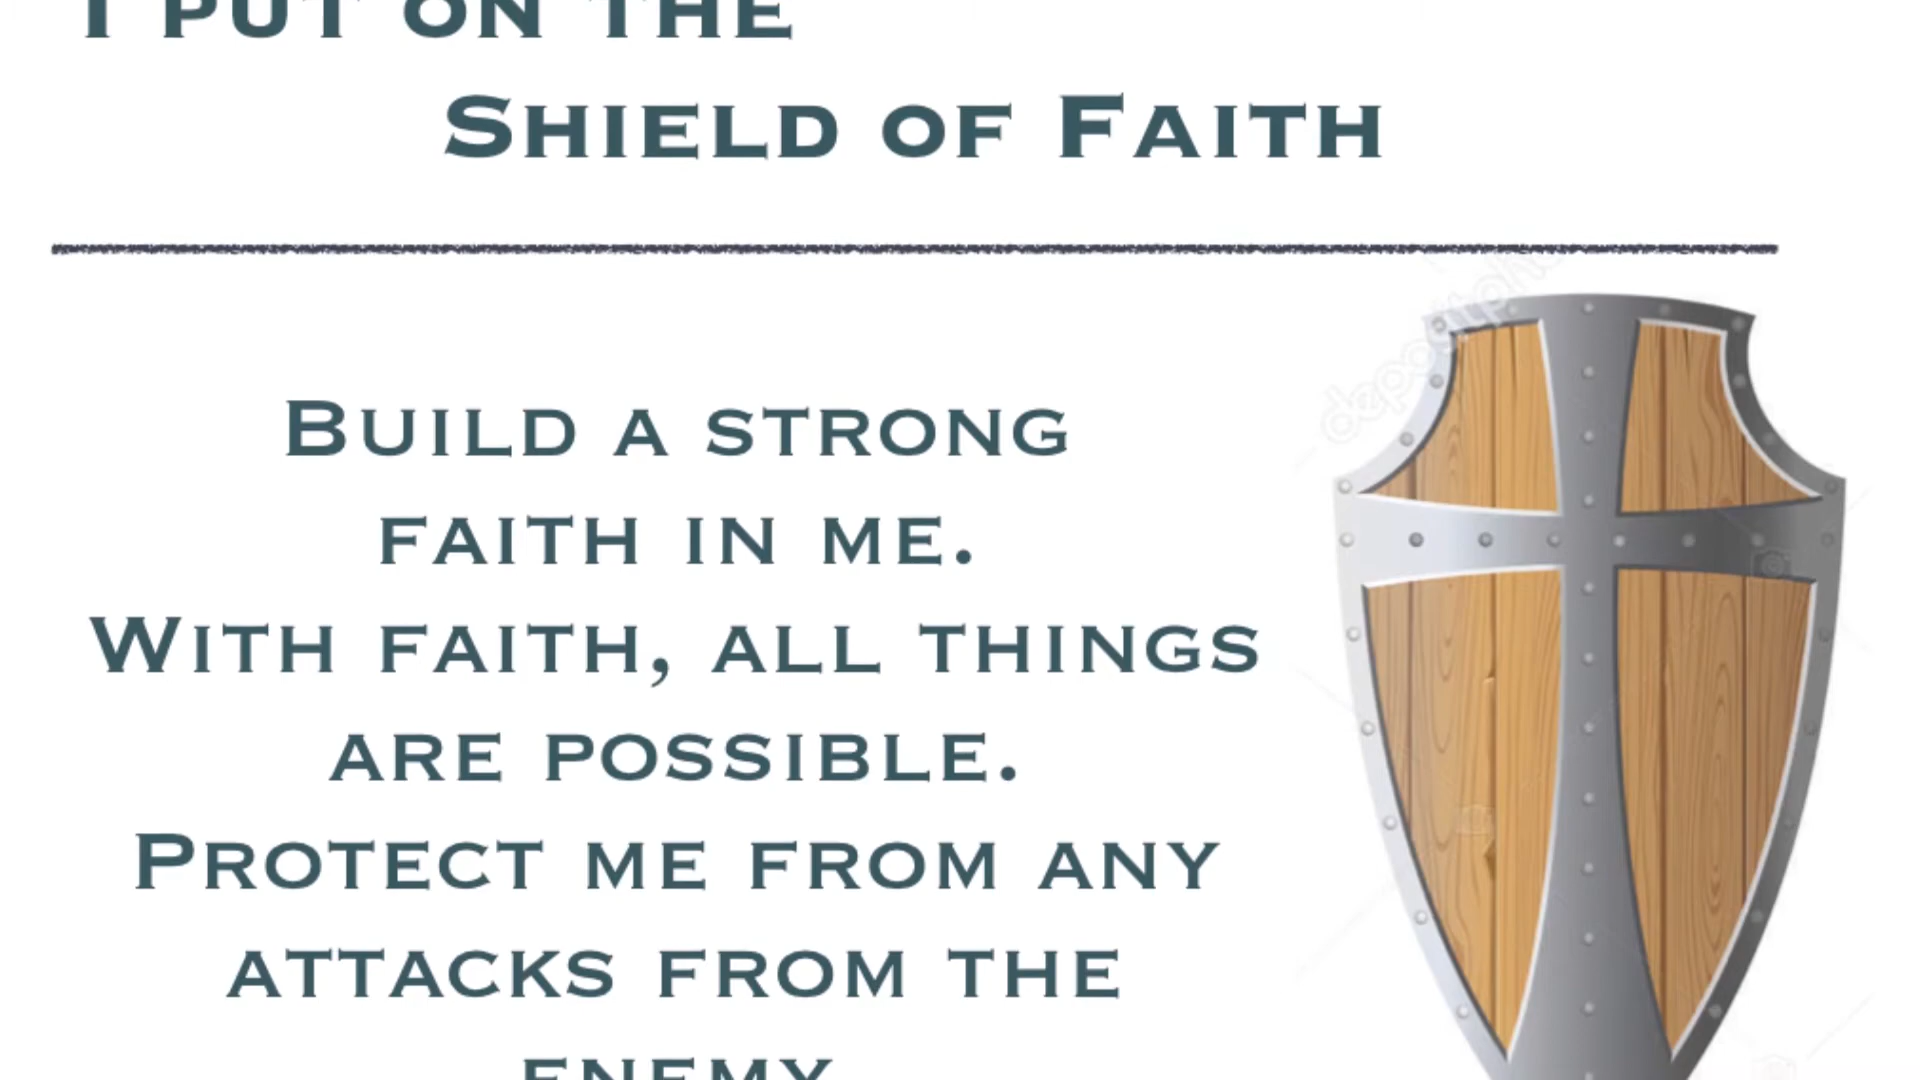 I PUT ON THE
SHIELD OF FAITH
BUILD A STRONG
FAITH IN ME.
WITH FAITH, ALL THINGS
ARE POSSIBLE.
PROTECT ME FROM ANY
ATTACKS FROM THE
ENEMY